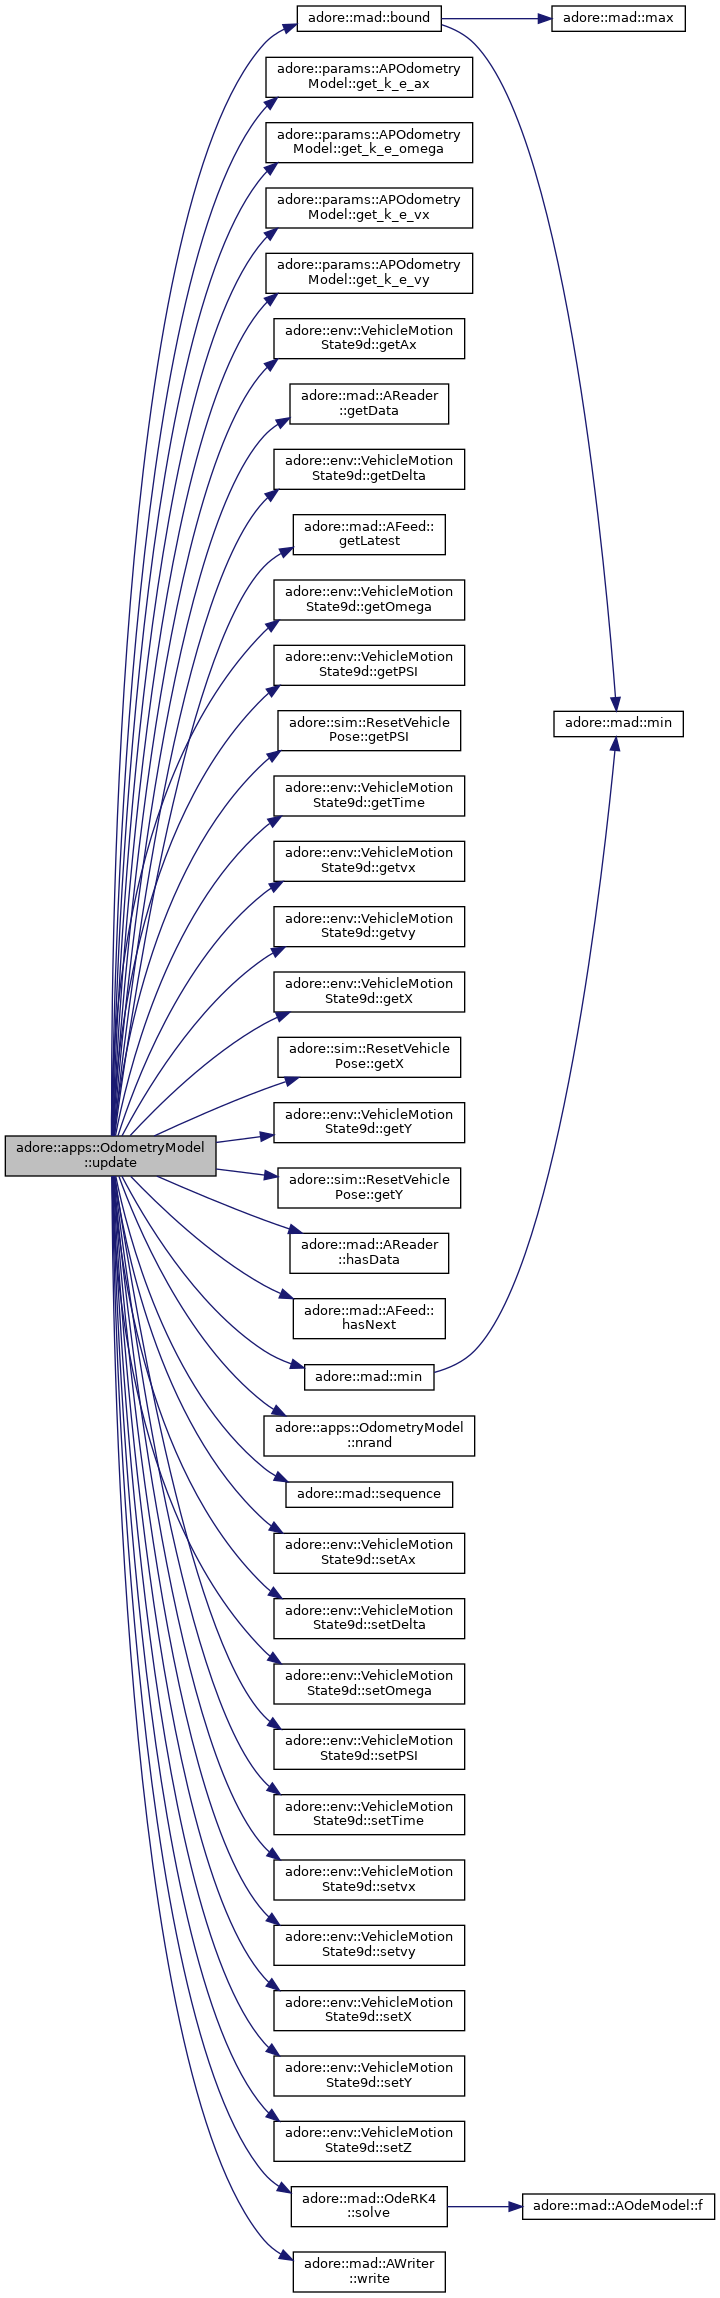 adore::mad::bound
adore::mad::max
adore::params::APOdometry
Model::get_k_e_ax
adore::params::APOdometry
Model::get_k_e_omega
adore::params::APOdometry
Model::get_k_e_vx
adore::params::APOdometry
Model::get_k_e_vy
adore::env::VehicleMotion
State9d::getAx
adore::mad::AReader
::getData
adore::env::VehicleMotion
State9d::getDelta
adore::mad::AFeed::
getLatest
adore::env::VehicleMotion
State9d::getOmega
adore::env::VehicleMotion
State9d::getPSI
adore::sim::ResetVehicle
Pose::getPSI
adore::mad::min
adore::env::VehicleMotion
State9d::getTime
adore::env::VehicleMotion
State9d::getvx
adore::env::VehicleMotion
State9d::getvy
adore::env::VehicleMotion
State9d::getX
adore::sim::ResetVehicle
Pose::getX
adore::env::VehicleMotion
State9d::getY
adore::apps::OdometryModel
::update
adore::sim::ResetVehicle
Pose::getY
adore::mad::AReader
::hasData
adore::mad::AFeed::
hasNext
adore::mad::min
adore::apps::OdometryModel
::nrand
adore::mad::sequence
adore::env::VehicleMotion
State9d::setAx
adore::env::VehicleMotion
State9d::setDelta
adore::env::VehicleMotion
State9d::setOmega
adore::env::VehicleMotion
State9d::setPSI
adore::env::VehicleMotion
State9d::setTime
adore::env::VehicleMotion
State9d::setvx
adore::env::VehicleMotion
State9d::setvy
adore::env::VehicleMotion
State9d::setX
adore::env::VehicleMotion
State9d::setY
adore::env::VehicleMotion
State9d::setZ
adore::mad::OdeRK4
::solve
adore::mad::AOdeModel::f
adore::mad::AWriter
::write